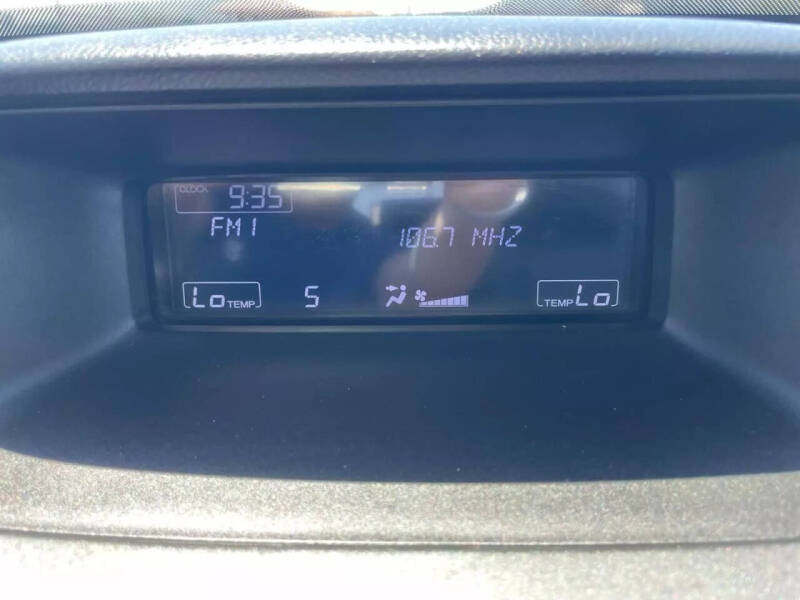 CLOCK 9:35
FM1 106.7 MHZ
Lo TEMP 5 TEMP Lo